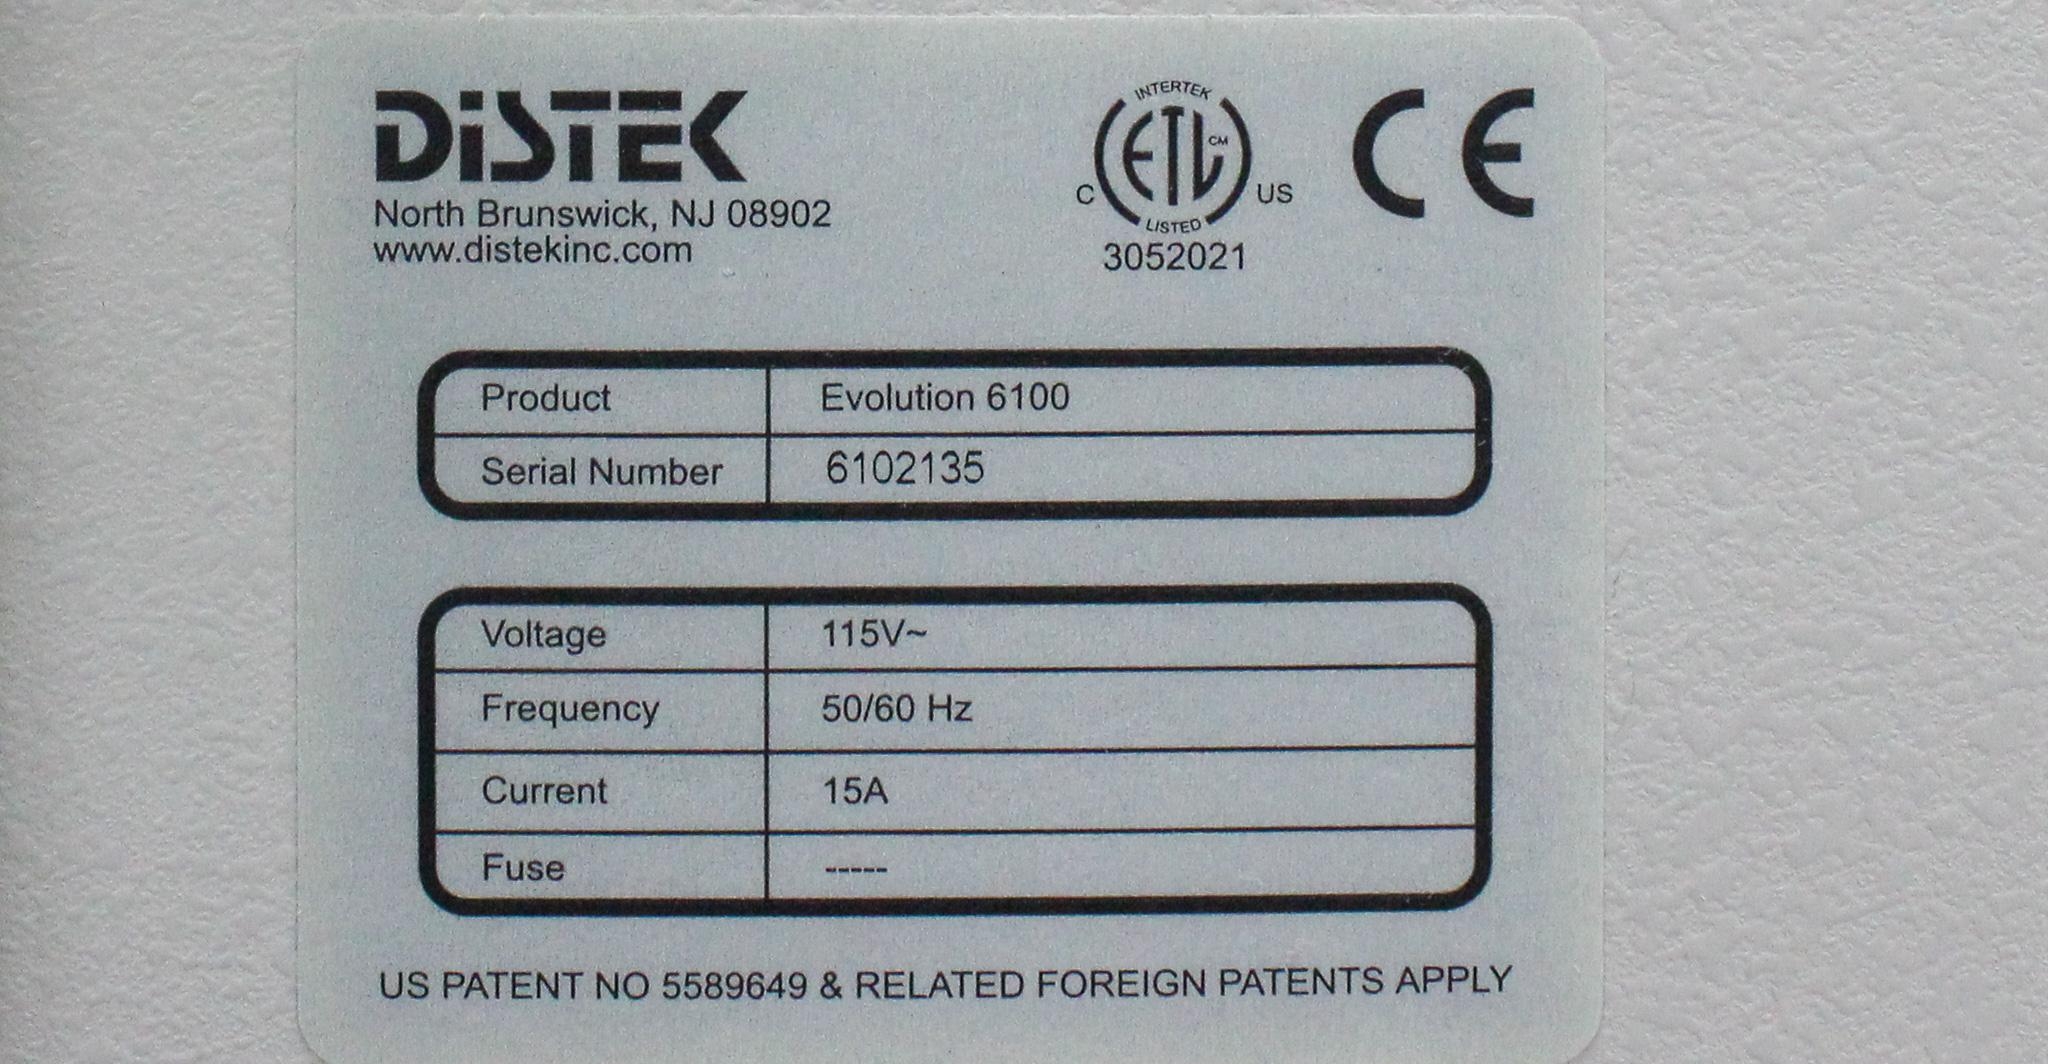 DiSTEK
North Brunswick, NJ 08902
www.distekinc.com
INTERTEK
ETL CM
C US
LISTED
3052021
CE
Product Evolution 6100
Serial Number 6102135
Voltage 115V~
Frequency 50/60 Hz
Current 15A
Fuse -----
US PATENT NO 5589649 & RELATED FOREIGN PATENTS APPLY